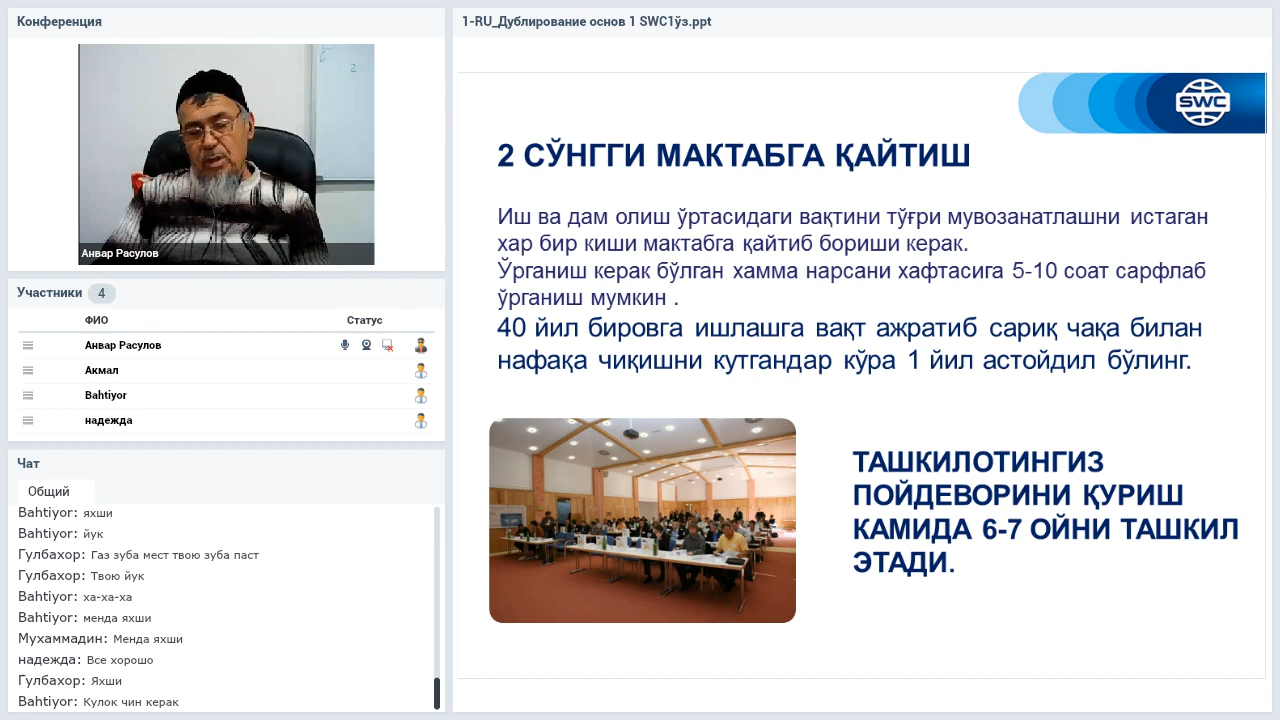 Конференция
Анвар Расулов
Участники 4
ФИО Статус
Анвар Расулов
Акмал
Bahtiyor
надежда
Чат
Общий
Bahtiyor: яхши
Bahtiyor: йук
Гулбахор: Газ зуба мест твою зуба паст
Гулбахор: Твою йук
Bahtiyor: ха-ха-ха
Bahtiyor: менда яхши
Мухаммадин: Менда яхши
надежда: Все хорошо
Гулбахор: Яхши
Bahtiyor: Кулок чин керак
1-RU_Дублирование основ 1 SWC1ўз.ppt
SWC
2 СЎНГГИ МАКТАБГА ҚАЙТИШ
Иш ва дам олиш ўртасидаги вақтини тўғри мувозанатлашни истаган
хар бир киши мактабга қайтиб бориши керак.
Ўрганиш керак бўлган хамма нарсани хафтасига 5-10 соат сарфлаб
ўрганиш мумкин .
40 йил бировга ишлашга вақт ажратиб сариқ чақа билан
нафақа чиқишни кутгандар кўра 1 йил астойдил бўлинг.
ТАШКИЛОТИНГИЗ
ПОЙДЕВОРИНИ ҚУРИШ
КАМИДА 6-7 ОЙНИ ТАШКИЛ
ЭТАДИ.